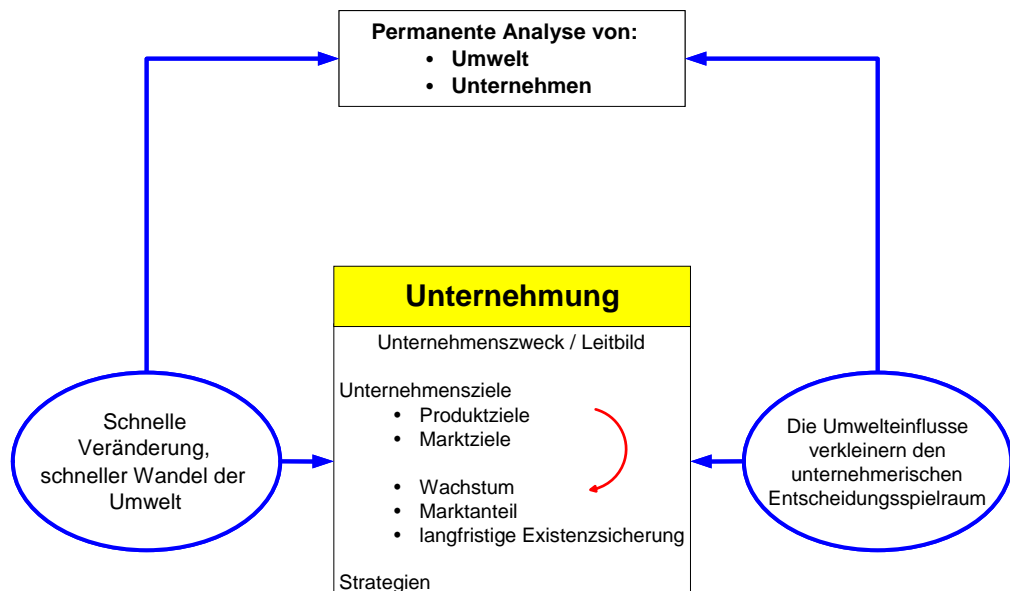 Permanente Analyse von:
• Umwelt
• Unternehmen
Unternehmung
Unternehmenszweck / Leitbild
Unternehmensziele
• Produktziele
• Marktziele
• Wachstum
• Marktanteil
• langfristige Existenzsicherung
Strategien
Schnelle
Veränderung,
schneller Wandel der
Umwelt
Die Umwelteinflusse
verkleinern den
unternehmerischen
Entscheidungsspielraum